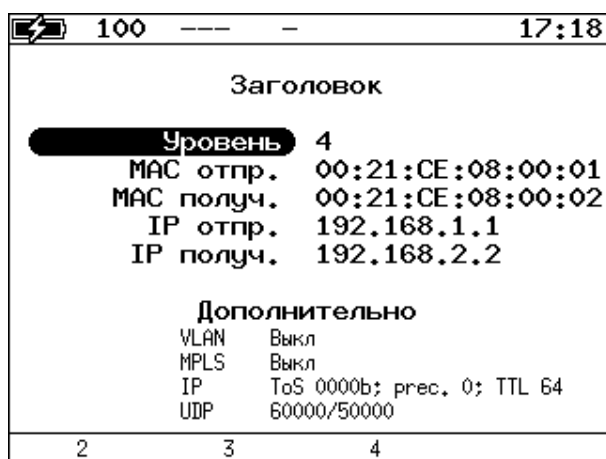 100 --- - 17:18
Заголовок
Уровень 4
MAC отпр. 00:21:CE:08:00:01
MAC получ. 00:21:CE:08:00:02
IP отпр. 192.168.1.1
IP получ. 192.168.2.2
Дополнительно
VLAN Выкл
MPLS Выкл
IP ToS 0000b; prec. 0; TTL 64
UDP 60000/50000
2 3 4